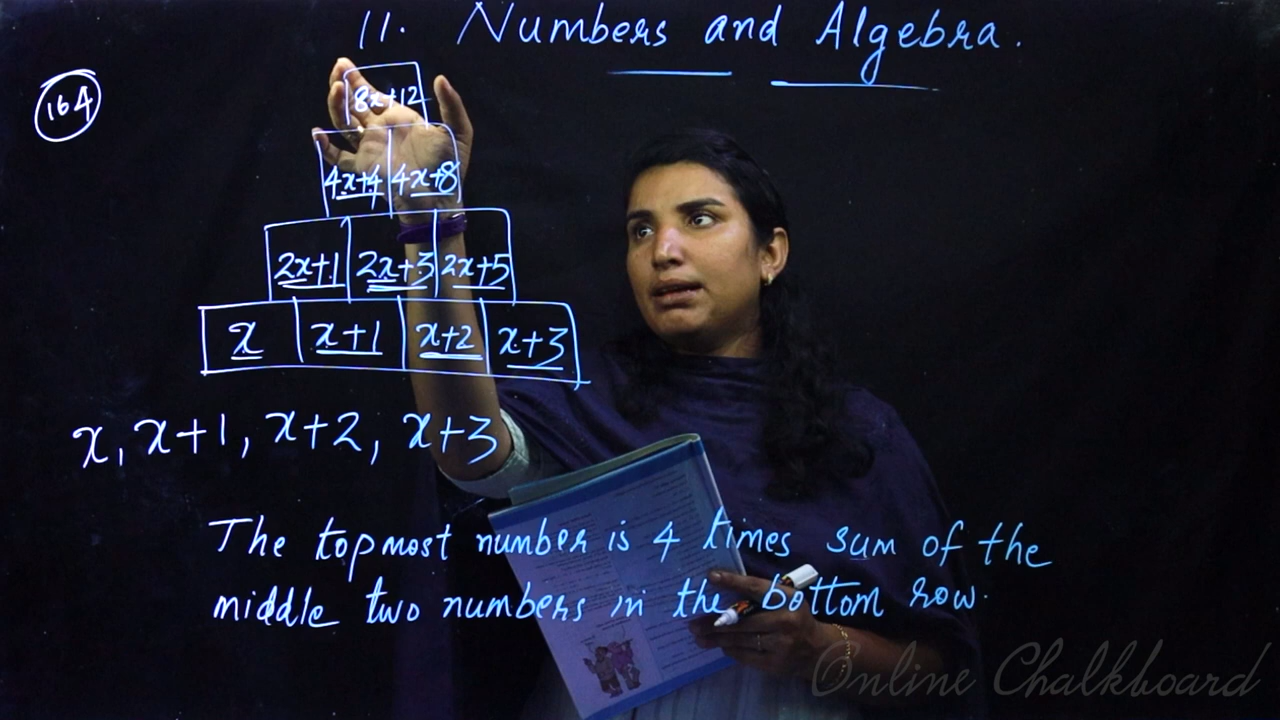 11. Numbers and Algebra.
164
8x+12
4x+4 4x+8
2x+1 2x+3 2x+5
x x+1 x+2 x+3
x, x+1, x+2, x+3
The topmost number is 4 times sum of the
middle two numbers in the bottom row.
Online Chalkboard